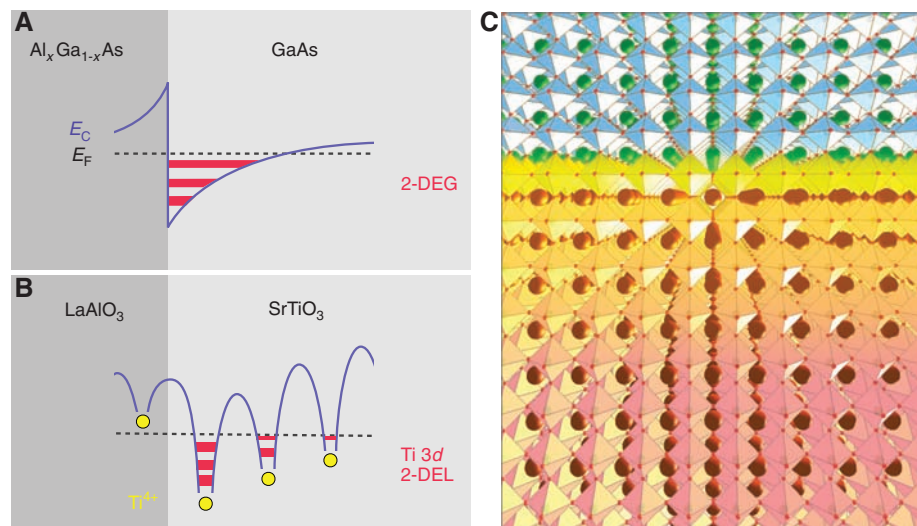 A
AlxGa1-xAs
GaAs
EC
EF
2-DEG
B
LaAlO3
SrTiO3
Ti4+
Ti 3d
2-DEL
C